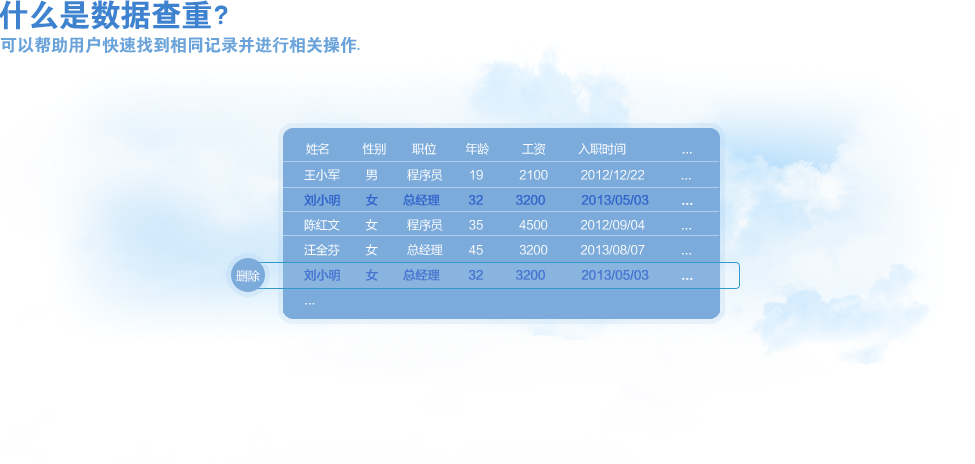 什么是数据查重?
可以帮助用户快速找到相同记录并进行相关操作.
姓名 性别 职位 年龄 工资 入职时间 ...
王小军 男 程序员 19 2100 2012/12/22 ...
刘小明 女 总经理 32 3200 2013/05/03 ...
陈红文 女 程序员 35 4500 2012/09/04 ...
汪全芬 女 总经理 45 3200 2013/08/07 ...
删除 刘小明 女 总经理 32 3200 2013/05/03 ...
...